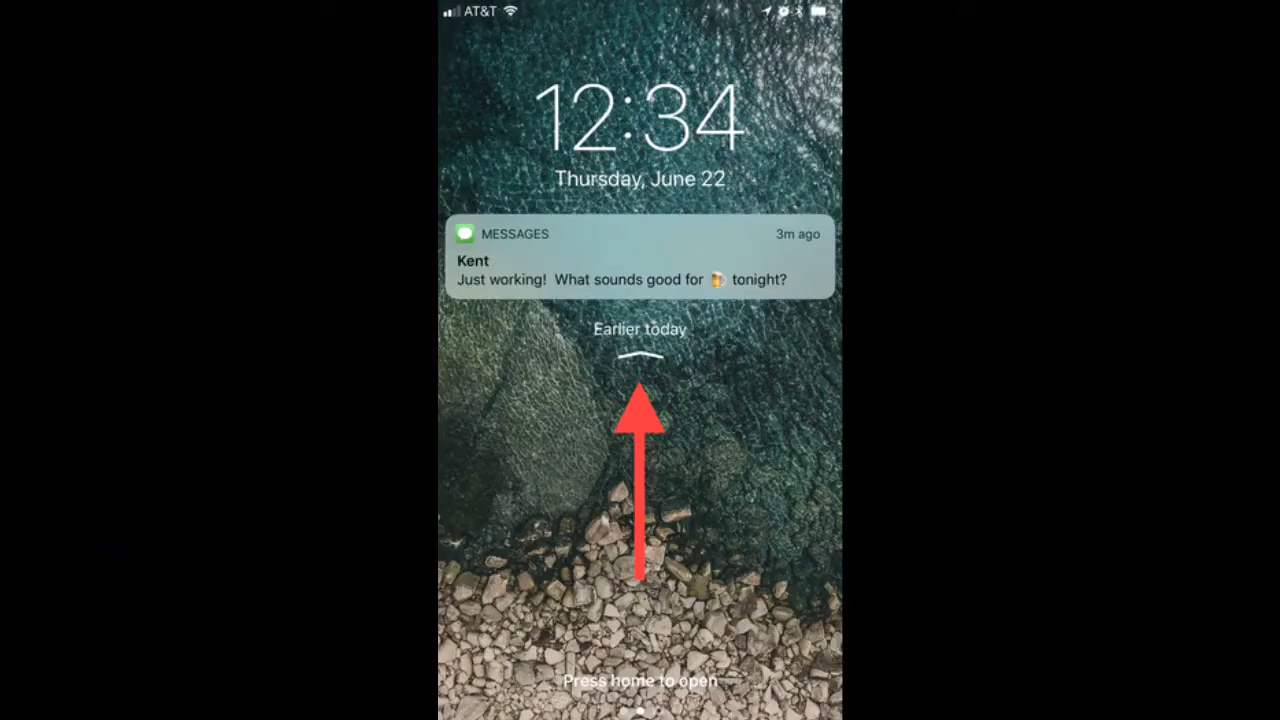 AT&T
12:34
Thursday, June 22
MESSAGES 3m ago
Kent
Just working!  What sounds good for 🍺 tonight?
Earlier today
Press home to open